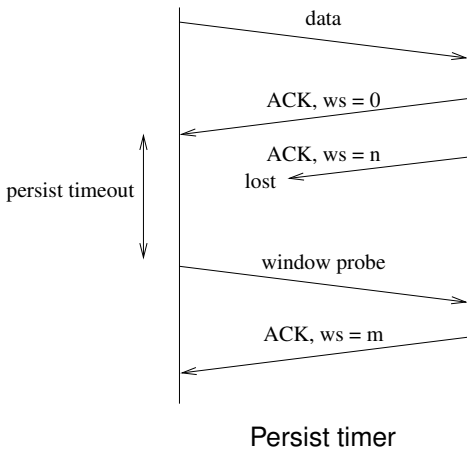 data
ACK, ws = 0
ACK, ws = n
lost
persist timeout
window probe
ACK, ws = m
Persist timer